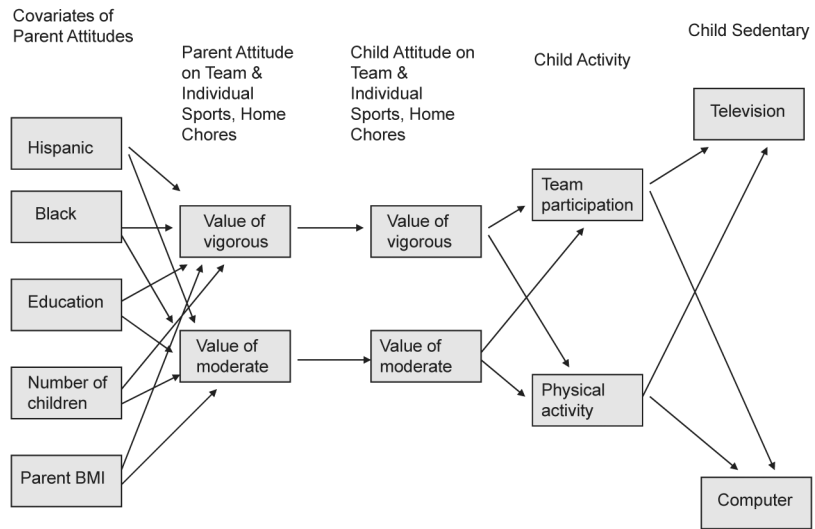 Covariates of
Parent Attitudes
Parent Attitude
on Team &
Individual
Sports, Home
Chores
Child Attitude on
Team &
Individual
Sports, Home
Chores
Child Activity
Child Sedentary
Hispanic
Black
Education
Number of
children
Parent BMI
Value of
vigorous
Value of
moderate
Value of
vigorous
Value of
moderate
Team
participation
Physical
activity
Television
Computer